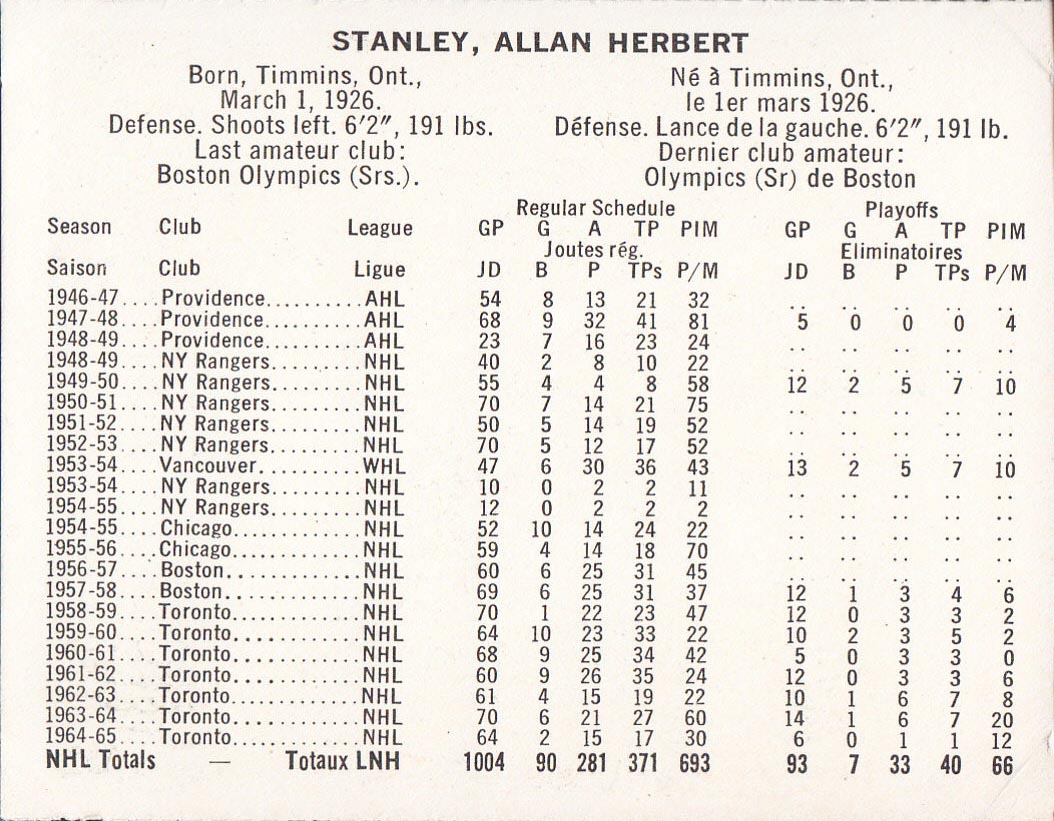 STANLEY, ALLAN HERBERT
Born, Timmins, Ont.,
March 1, 1926.
Defense. Shoots left. 6'2", 191 lbs.
Last amateur club:
Boston Olympics (Srs.).
Né à Timmins, Ont.,
le 1er mars 1926.
Défense. Lance de la gauche. 6'2", 191 lb.
Dernier club amateur:
Olympics (Sr) de Boston
Regular Schedule Playoffs
Season Club League GP G A TP PIM GP G A TP PIM
Joutes rég. Eliminatoires
Saison Club Ligue JD B P TPs P/M JD B P TPs P/M
1946-47....Providence.........AHL 54 8 13 21 32 .. .. .. .. ..
1947-48....Providence.........AHL 68 9 32 41 81 5 0 0 0 4
1948-49....Providence.........AHL 23 7 16 23 24 .. .. .. .. ..
1948-49....NY Rangers.........NHL 40 2 8 10 22 .. .. .. .. ..
1949-50....NY Rangers.........NHL 55 4 4 8 58 12 2 5 7 10
1950-51....NY Rangers.........NHL 70 7 14 21 75 .. .. .. .. ..
1951-52....NY Rangers.........NHL 50 5 14 19 52 .. .. .. .. ..
1952-53....NY Rangers.........NHL 70 5 12 17 52 .. .. .. .. ..
1953-54....Vancouver..........WHL 47 6 30 36 43 13 2 5 7 10
1953-54....NY Rangers.........NHL 10 0 2 2 11 .. .. .. .. ..
1954-55....NY Rangers.........NHL 12 0 2 2 2 .. .. .. .. ..
1954-55....Chicago............NHL 52 10 14 24 22 .. .. .. .. ..
1955-56....Chicago............NHL 59 4 14 18 70 .. .. .. .. ..
1956-57....Boston.............NHL 60 6 25 31 45 .. .. .. .. ..
1957-58....Boston.............NHL 69 6 25 31 37 12 1 3 4 6
1958-59....Toronto............NHL 70 1 22 23 47 12 0 3 3 2
1959-60....Toronto............NHL 64 10 23 33 22 10 2 3 5 2
1960-61....Toronto............NHL 68 9 25 34 42 5 0 3 3 0
1961-62....Toronto............NHL 60 9 26 35 24 12 0 3 3 6
1962-63....Toronto............NHL 61 4 15 19 22 10 1 6 7 8
1963-64....Toronto............NHL 70 6 21 27 60 14 1 6 7 20
1964-65....Toronto............NHL 64 2 15 17 30 6 0 1 1 12
NHL Totals — Totaux LNH 1004 90 281 371 693 93 7 33 40 66